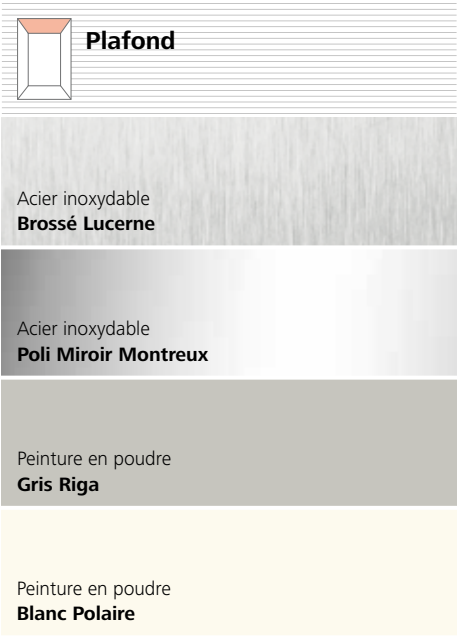 Plafond
Acier inoxydable
Brossé Lucerne
Acier inoxydable
Poli Miroir Montreux
Peinture en poudre
Gris Riga
Peinture en poudre
Blanc Polaire